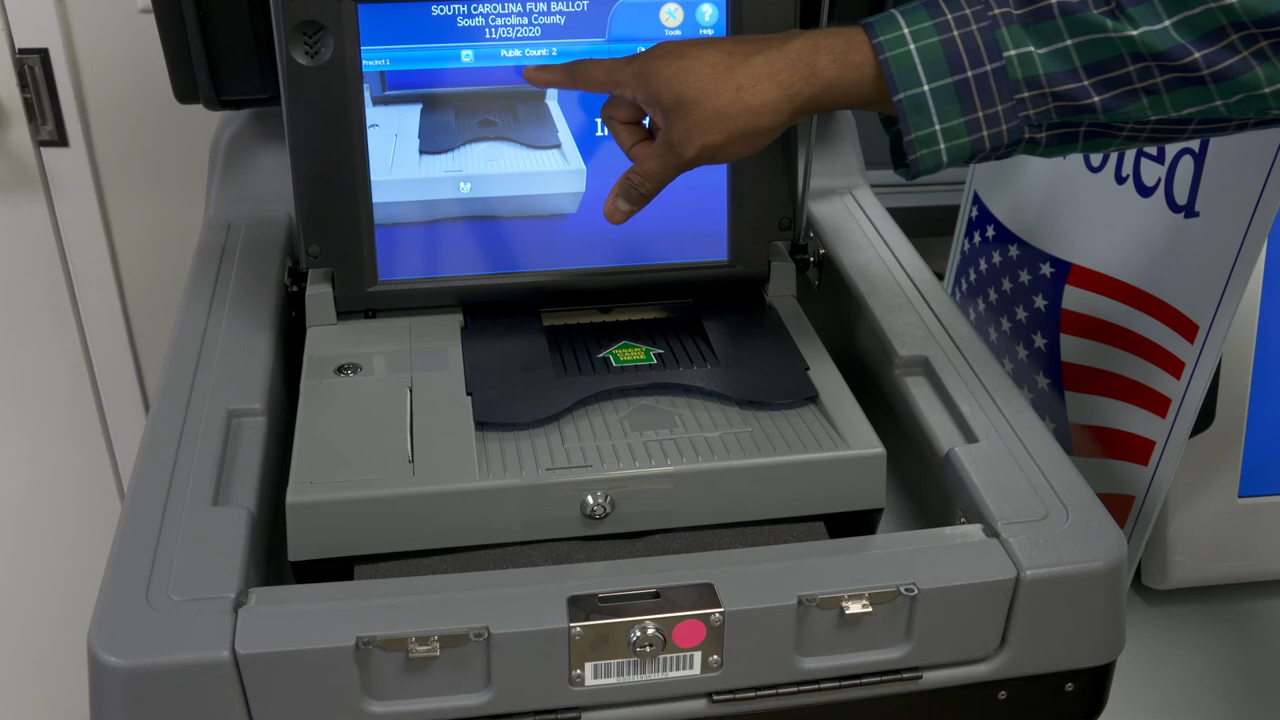 SOUTH CAROLINA FUN BALLOT
South Carolina County
11/03/2020
Tools
Help
Precinct 1
Public Count: 2
INSERT
CARD
HERE